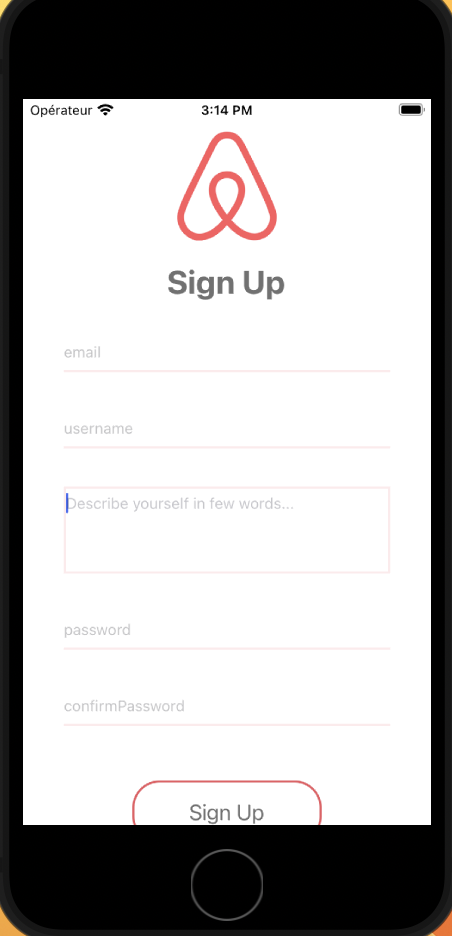 Opérateur 3:14 PM
Sign Up
email
username
Describe yourself in few words...
password
confirmPassword
Sign Up